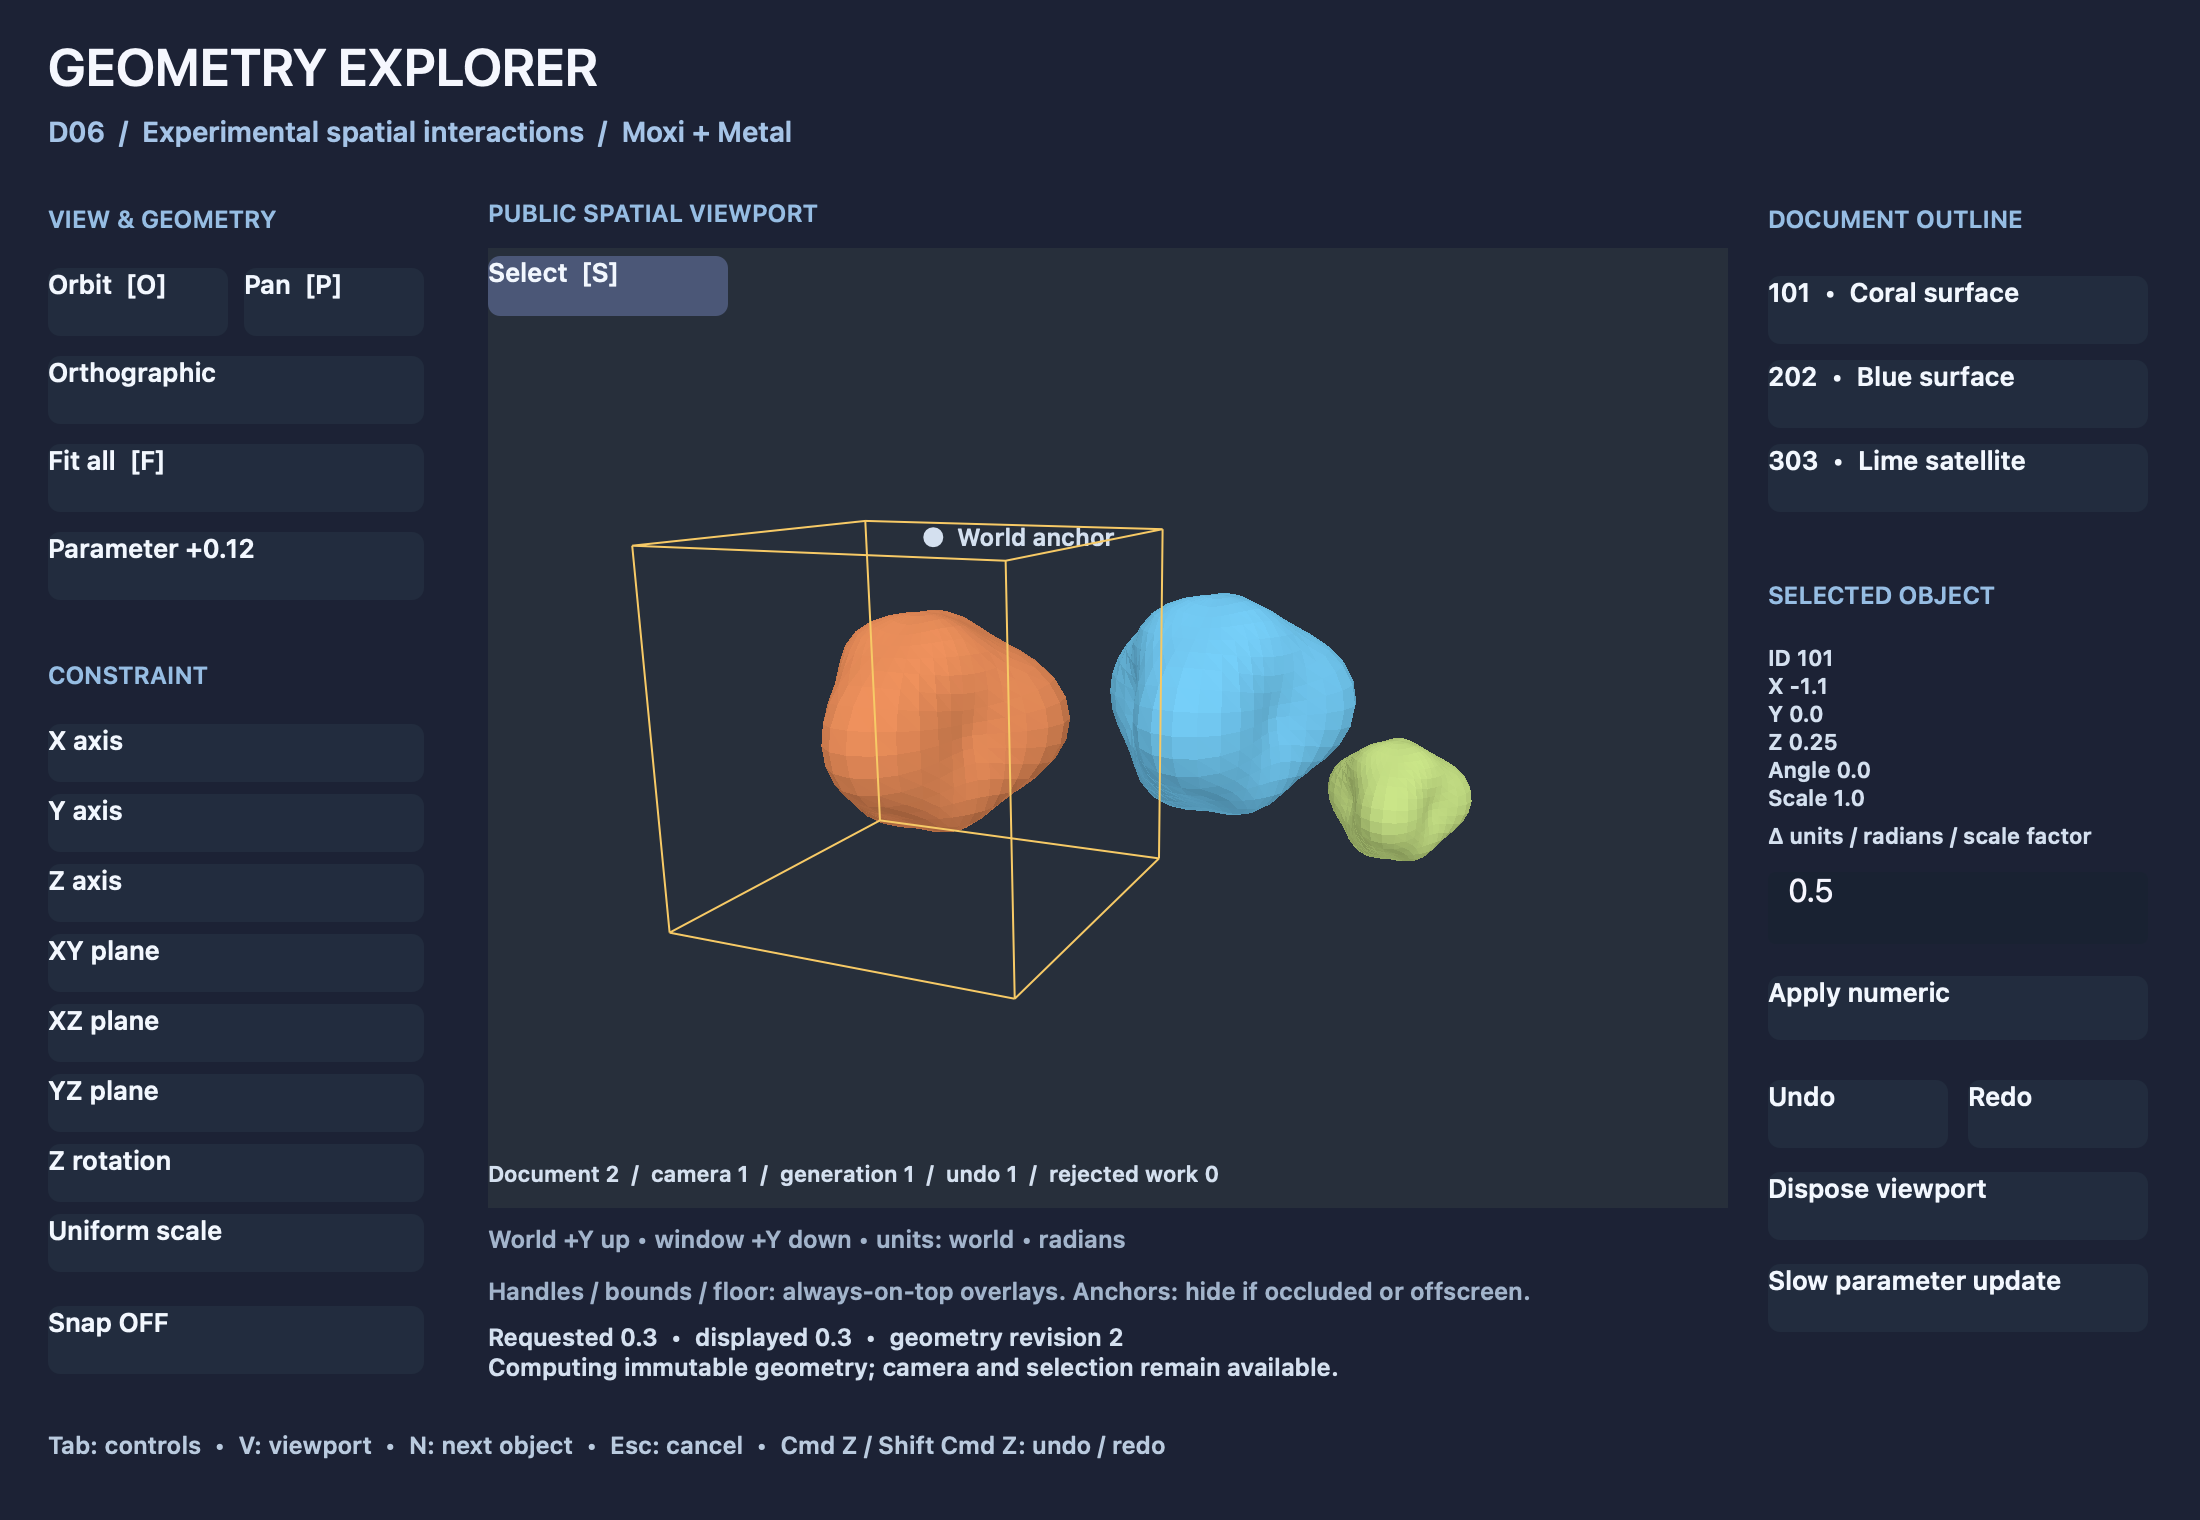 GEOMETRY EXPLORER
D06 / Experimental spatial interactions / Moxi + Metal
VIEW & GEOMETRY
Orbit [O]
Pan [P]
Orthographic
Fit all [F]
Parameter +0.12
CONSTRAINT
X axis
Y axis
Z axis
XY plane
XZ plane
YZ plane
Z rotation
Uniform scale
Snap OFF
PUBLIC SPATIAL VIEWPORT
Select [S]
World anchor
Document 2 / camera 1 / generation 1 / undo 1 / rejected work 0
World +Y up • window +Y down • units: world • radians
Handles / bounds / floor: always-on-top overlays. Anchors: hide if occluded or offscreen.
Requested 0.3 • displayed 0.3 • geometry revision 2
Computing immutable geometry; camera and selection remain available.
DOCUMENT OUTLINE
101 • Coral surface
202 • Blue surface
303 • Lime satellite
SELECTED OBJECT
ID 101
X -1.1
Y 0.0
Z 0.25
Angle 0.0
Scale 1.0
Δ units / radians / scale factor
0.5
Apply numeric
Undo
Redo
Dispose viewport
Slow parameter update
Tab: controls • V: viewport • N: next object • Esc: cancel • Cmd Z / Shift Cmd Z: undo / redo